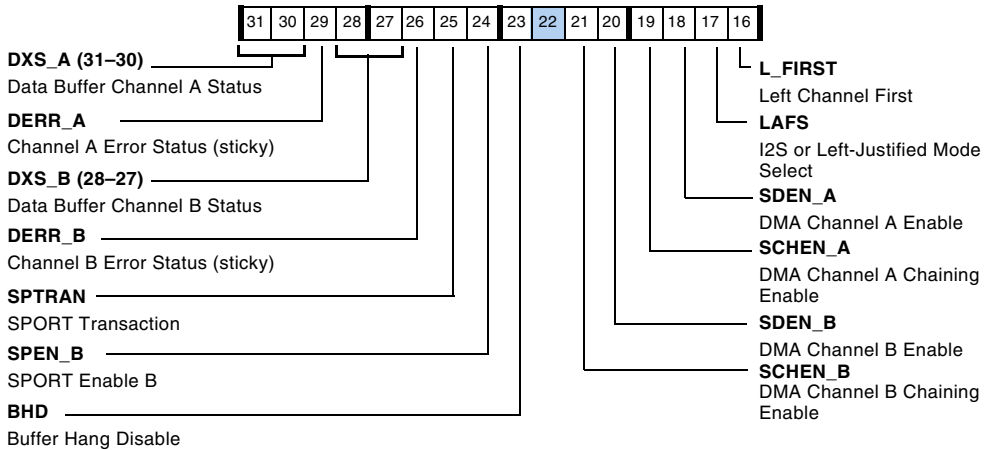 31 30 29 28 27 26 25 24 23 22 21 20 19 18 17 16
DXS_A (31–30)
Data Buffer Channel A Status
DERR_A
Channel A Error Status (sticky)
DXS_B (28–27)
Data Buffer Channel B Status
DERR_B
Channel B Error Status (sticky)
SPTRAN
SPORT Transaction
SPEN_B
SPORT Enable B
BHD
Buffer Hang Disable
L_FIRST
Left Channel First
LAFS
I2S or Left-Justified Mode
Select
SDEN_A
DMA Channel A Enable
SCHEN_A
DMA Channel A Chaining
Enable
SDEN_B
DMA Channel B Enable
SCHEN_B
DMA Channel B Chaining
Enable